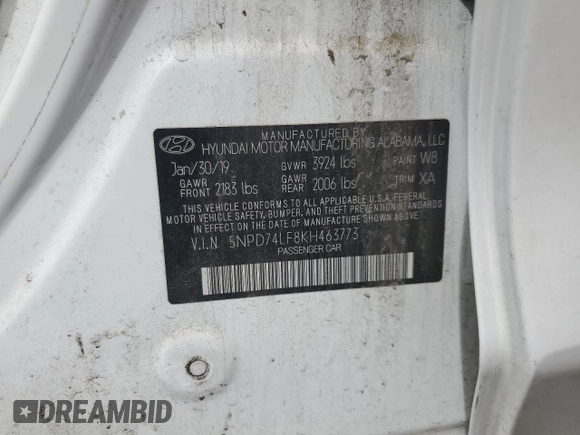 MANUFACTURED BY
HYUNDAI MOTOR MANUFACTURING ALABAMA, LLC
Jan/30/19 GVWR 3924 lbs PAINT W8
GAWR FRONT 2183 lbs GAWR REAR 2006 lbs TRIM XA
THIS VEHICLE CONFORMS TO ALL APPLICABLE U.S.A. FEDERAL
MOTOR VEHICLE SAFETY, BUMPER, AND THEFT PREVENTION STANDARDS
IN EFFECT ON THE DATE OF MANUFACTURE SHOWN ABOVE.
V.I.N 5NPD74LF8KH463773
PASSENGER CAR
DREAMBID